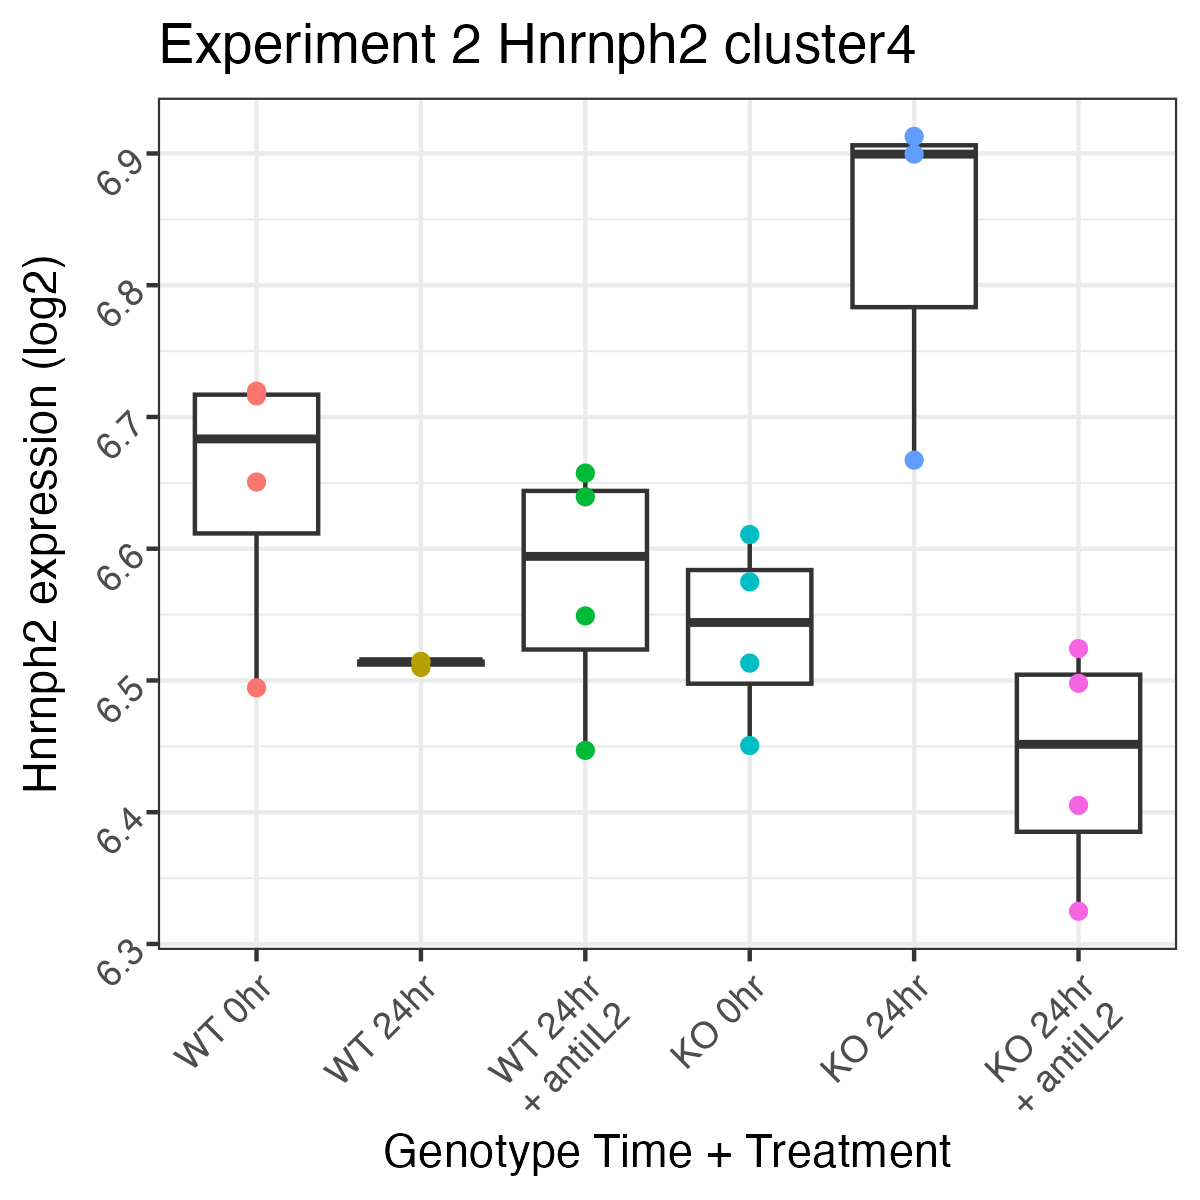 Experiment 2 Hnrnph2 cluster4
Hnrnph2 expression (log2)
6.9
6.8
6.7
6.6
6.5
6.4
6.3
WT 0hr
WT 24hr
WT 24hr
+ antiIL2
KO 0hr
KO 24hr
KO 24hr
+ antiIL2
Genotype Time + Treatment